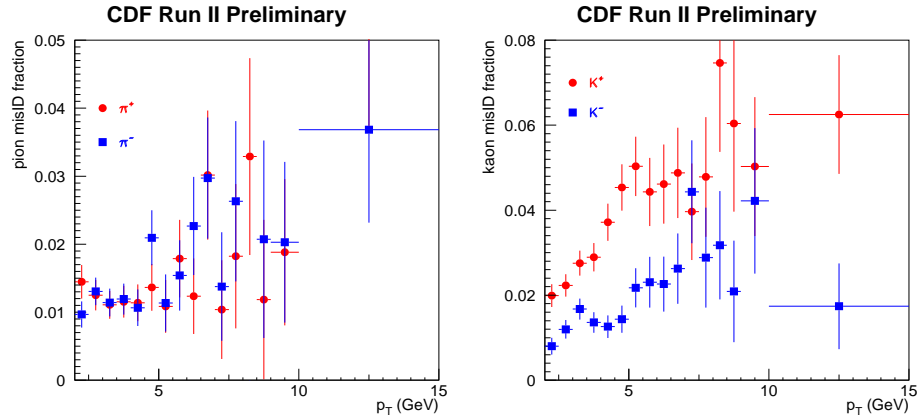 CDF Run II Preliminary
pion misID fraction
0.05
0.04
0.03
0.02
0.01
0
π+
π-
5
10
15
pT (GeV)
CDF Run II Preliminary
kaon misID fraction
0.08
0.06
0.04
0.02
0
K+
K-
5
10
15
pT (GeV)